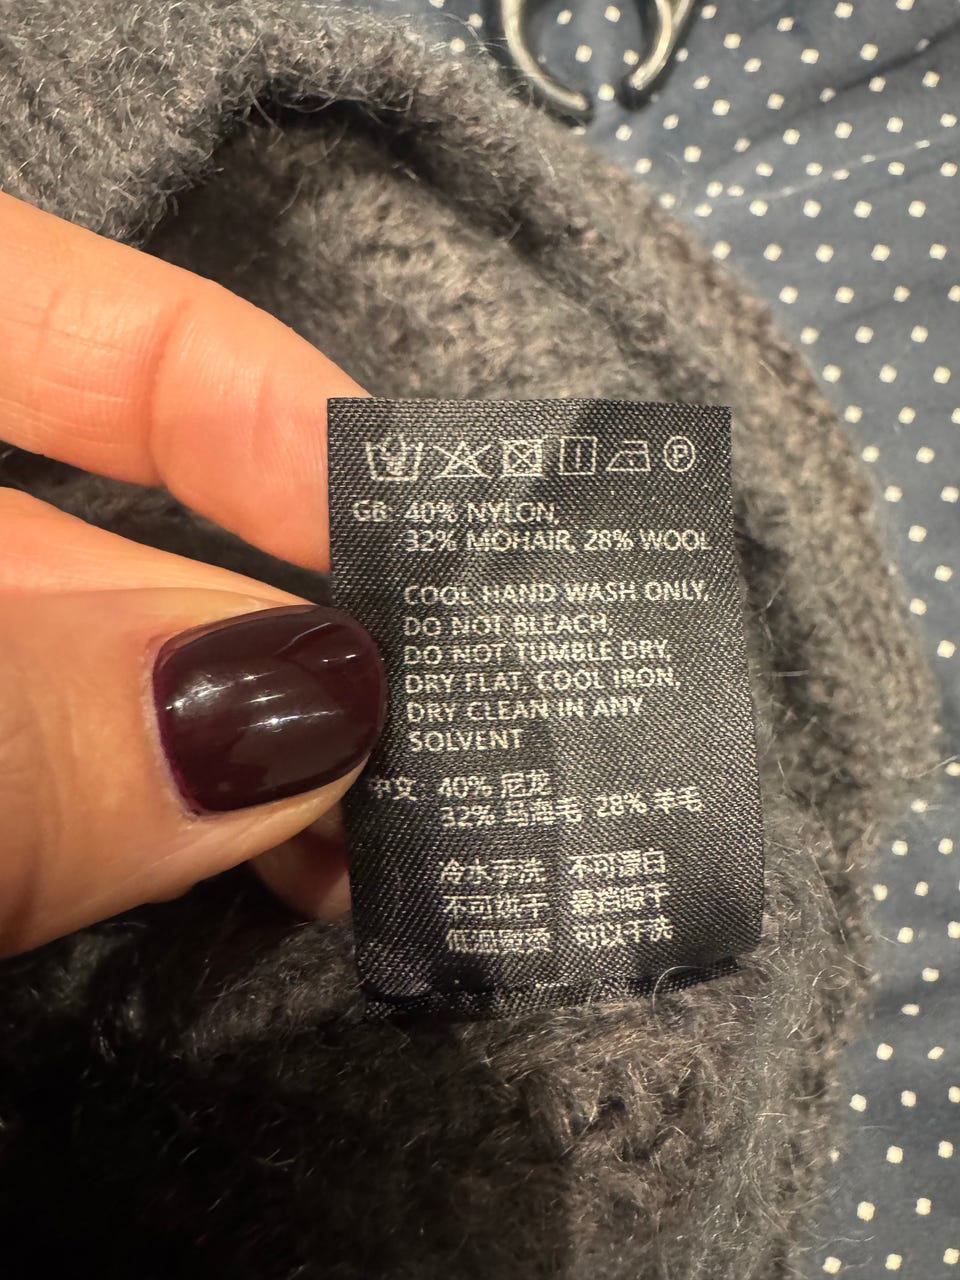 P
GB: 40% NYLON,
32% MOHAIR, 28% WOOL
COOL HAND WASH ONLY,
DO NOT BLEACH,
DO NOT TUMBLE DRY,
DRY FLAT, COOL IRON,
DRY CLEAN IN ANY
SOLVENT
中文 40% 尼龙
32% 马海毛 28% 羊毛
冷水手洗 不可漂白
不可烘干 悬挡晾干
低温熨烫 可以干洗